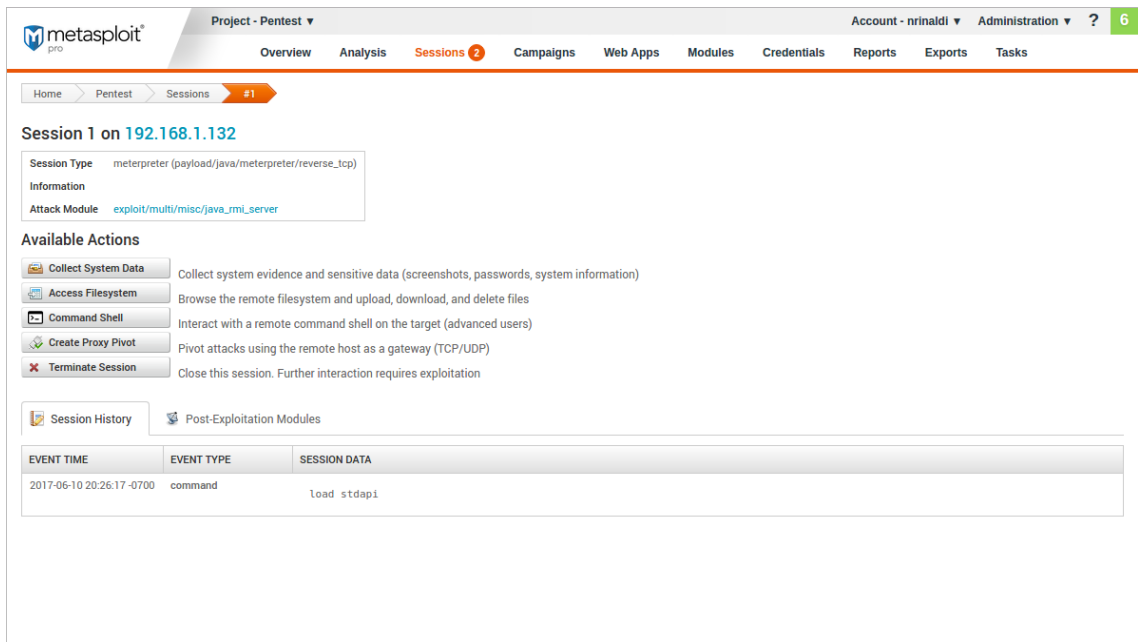 metasploit®
pro
Project - Pentest ▼
Account - nrinaldi ▼ Administration ▼ ? 6
Overview Analysis Sessions 2 Campaigns Web Apps Modules Credentials Reports Exports Tasks
Home Pentest Sessions #1
Session 1 on 192.168.1.132
Session Type meterpreter (payload/java/meterpreter/reverse_tcp)
Information
Attack Module exploit/multi/misc/java_rmi_server
Available Actions
Collect System Data Collect system evidence and sensitive data (screenshots, passwords, system information)
Access Filesystem Browse the remote filesystem and upload, download, and delete files
Command Shell Interact with a remote command shell on the target (advanced users)
Create Proxy Pivot Pivot attacks using the remote host as a gateway (TCP/UDP)
Terminate Session Close this session. Further interaction requires exploitation
Session History Post-Exploitation Modules
EVENT TIME EVENT TYPE SESSION DATA
2017-06-10 20:26:17 -0700 command load stdapi